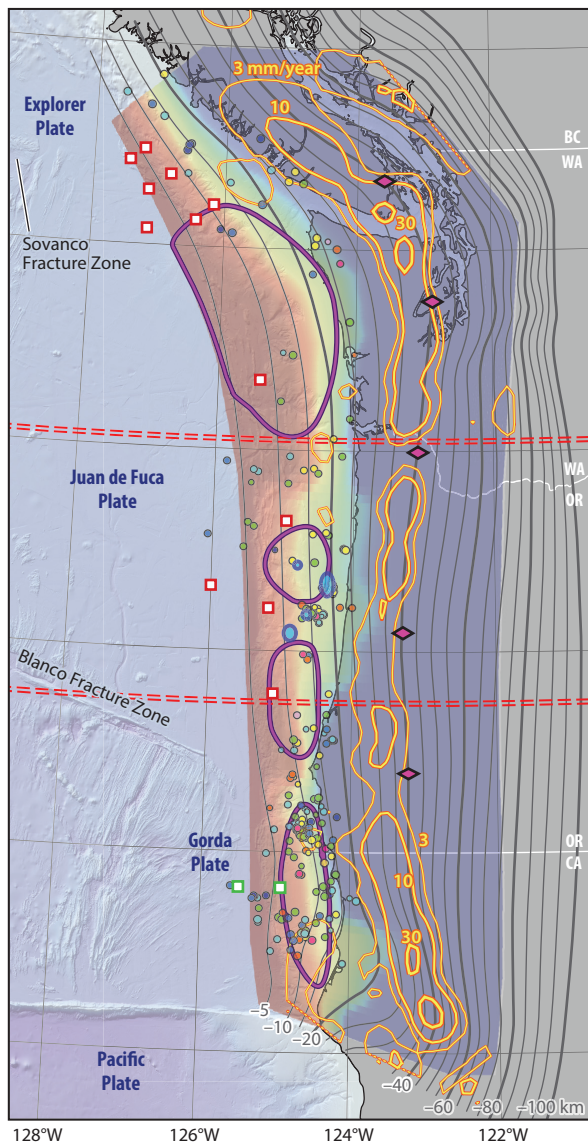 3 mm/year
Explorer
Plate
10
BC
WA
30
Sovanco
Fracture Zone
Juan de Fuca
Plate
WA
OR
Blanco Fracture Zone
Gorda
Plate
3
OR
CA
10
30
–5
–10
–20
Pacific
Plate
–40
–60
–80
–100 km
128°W
126°W
124°W
122°W